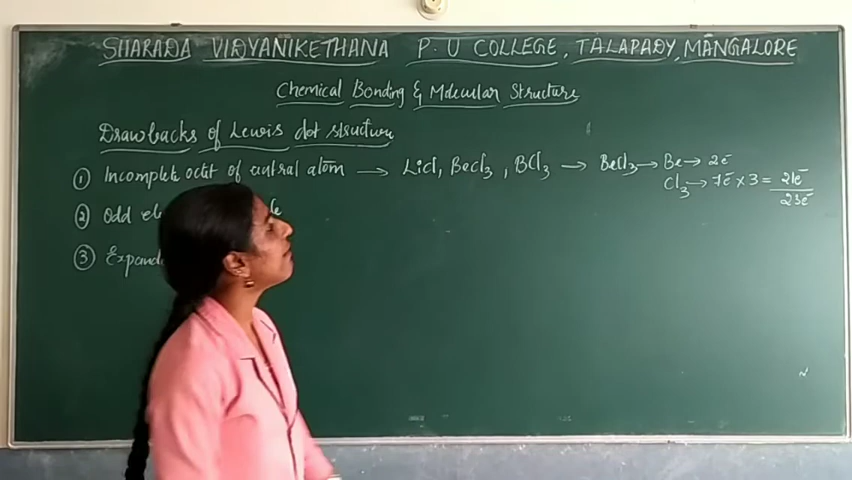 SHARADA VIDYANIKETHANA P.U COLLEGE, TALAPADY, MANGALORE
Chemical Bonding & Molecular Structure
Drawbacks of Lewis dot structure
① Incomplete octet of central atom → LiCl, BeCl₃, BCl₃ → BeCl₃ → Be → 2e⁻
Cl₃ → 7e⁻ × 3 = 21e⁻
23e⁻
② Odd
③